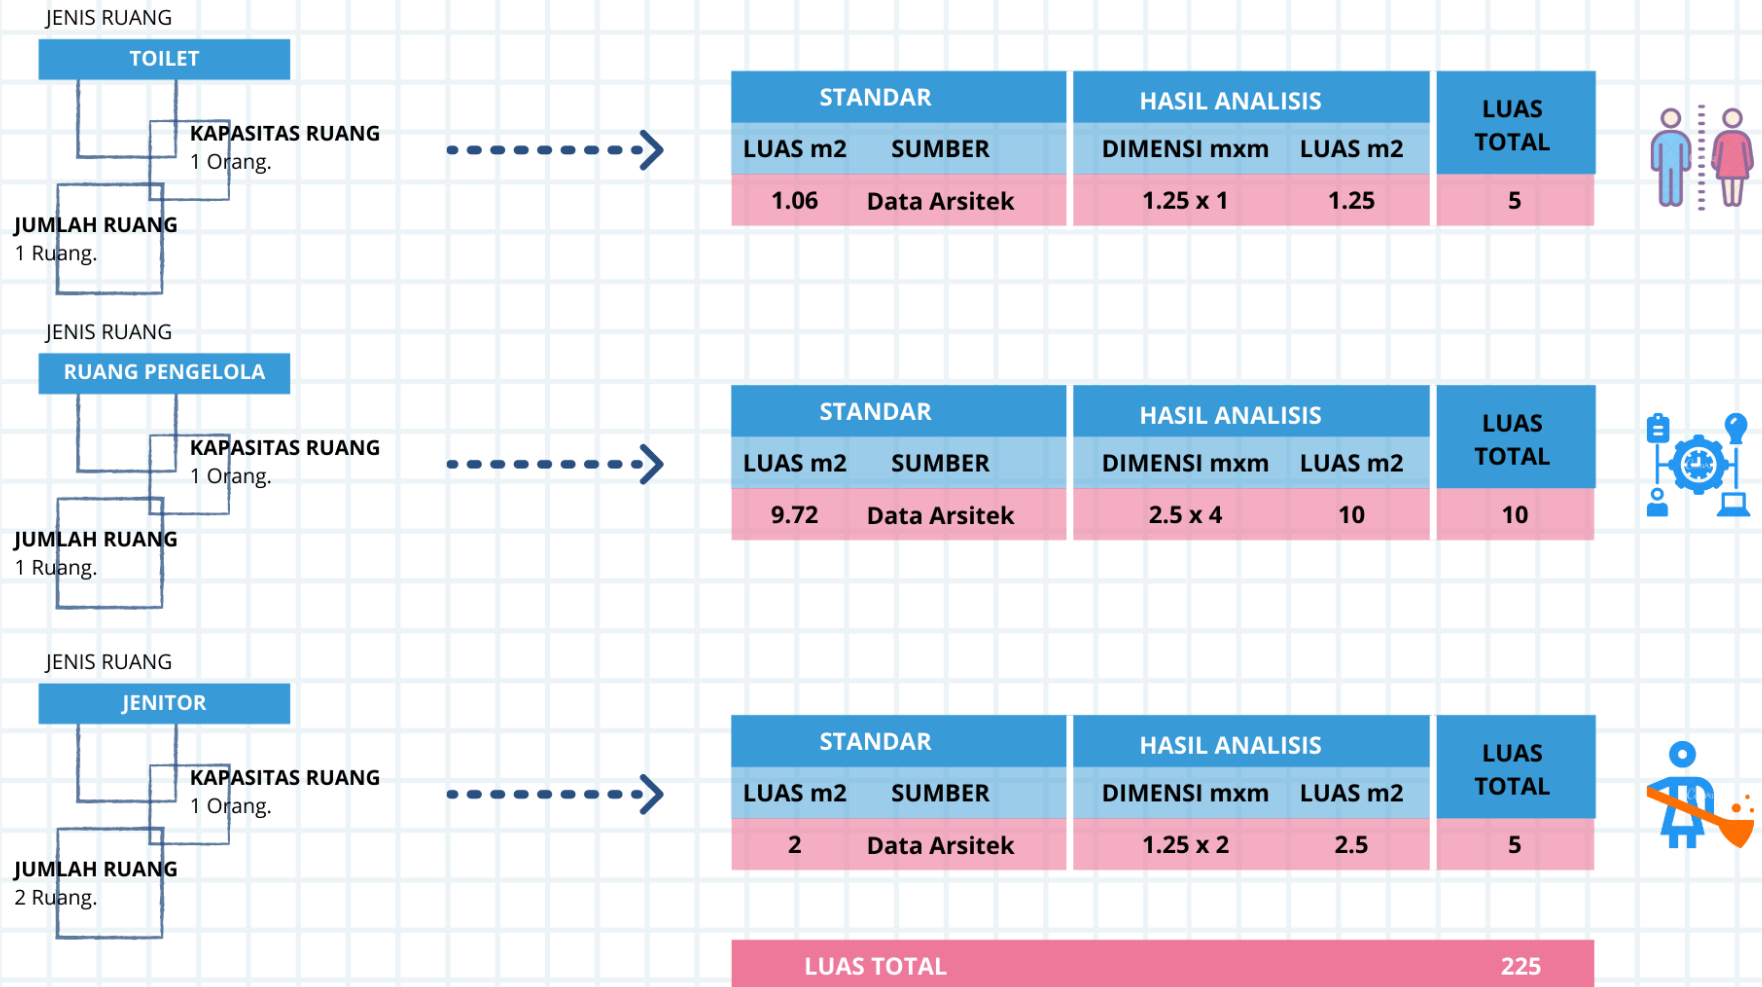 JENIS RUANG
TOILET
KAPASITAS RUANG
1 Orang.
JUMLAH RUANG
1 Ruang.
STANDAR
HASIL ANALISIS
LUAS
TOTAL
LUAS m2 SUMBER
DIMENSI mxm LUAS m2
1.06 Data Arsitek
1.25 x 1 1.25
5
JENIS RUANG
RUANG PENGELOLA
KAPASITAS RUANG
1 Orang.
JUMLAH RUANG
1 Ruang.
STANDAR
HASIL ANALISIS
LUAS
TOTAL
LUAS m2 SUMBER
DIMENSI mxm LUAS m2
9.72 Data Arsitek
2.5 x 4 10
10
JENIS RUANG
JENITOR
KAPASITAS RUANG
1 Orang.
JUMLAH RUANG
2 Ruang.
STANDAR
HASIL ANALISIS
LUAS
TOTAL
LUAS m2 SUMBER
DIMENSI mxm LUAS m2
2 Data Arsitek
1.25 x 2 2.5
5
LUAS TOTAL 225